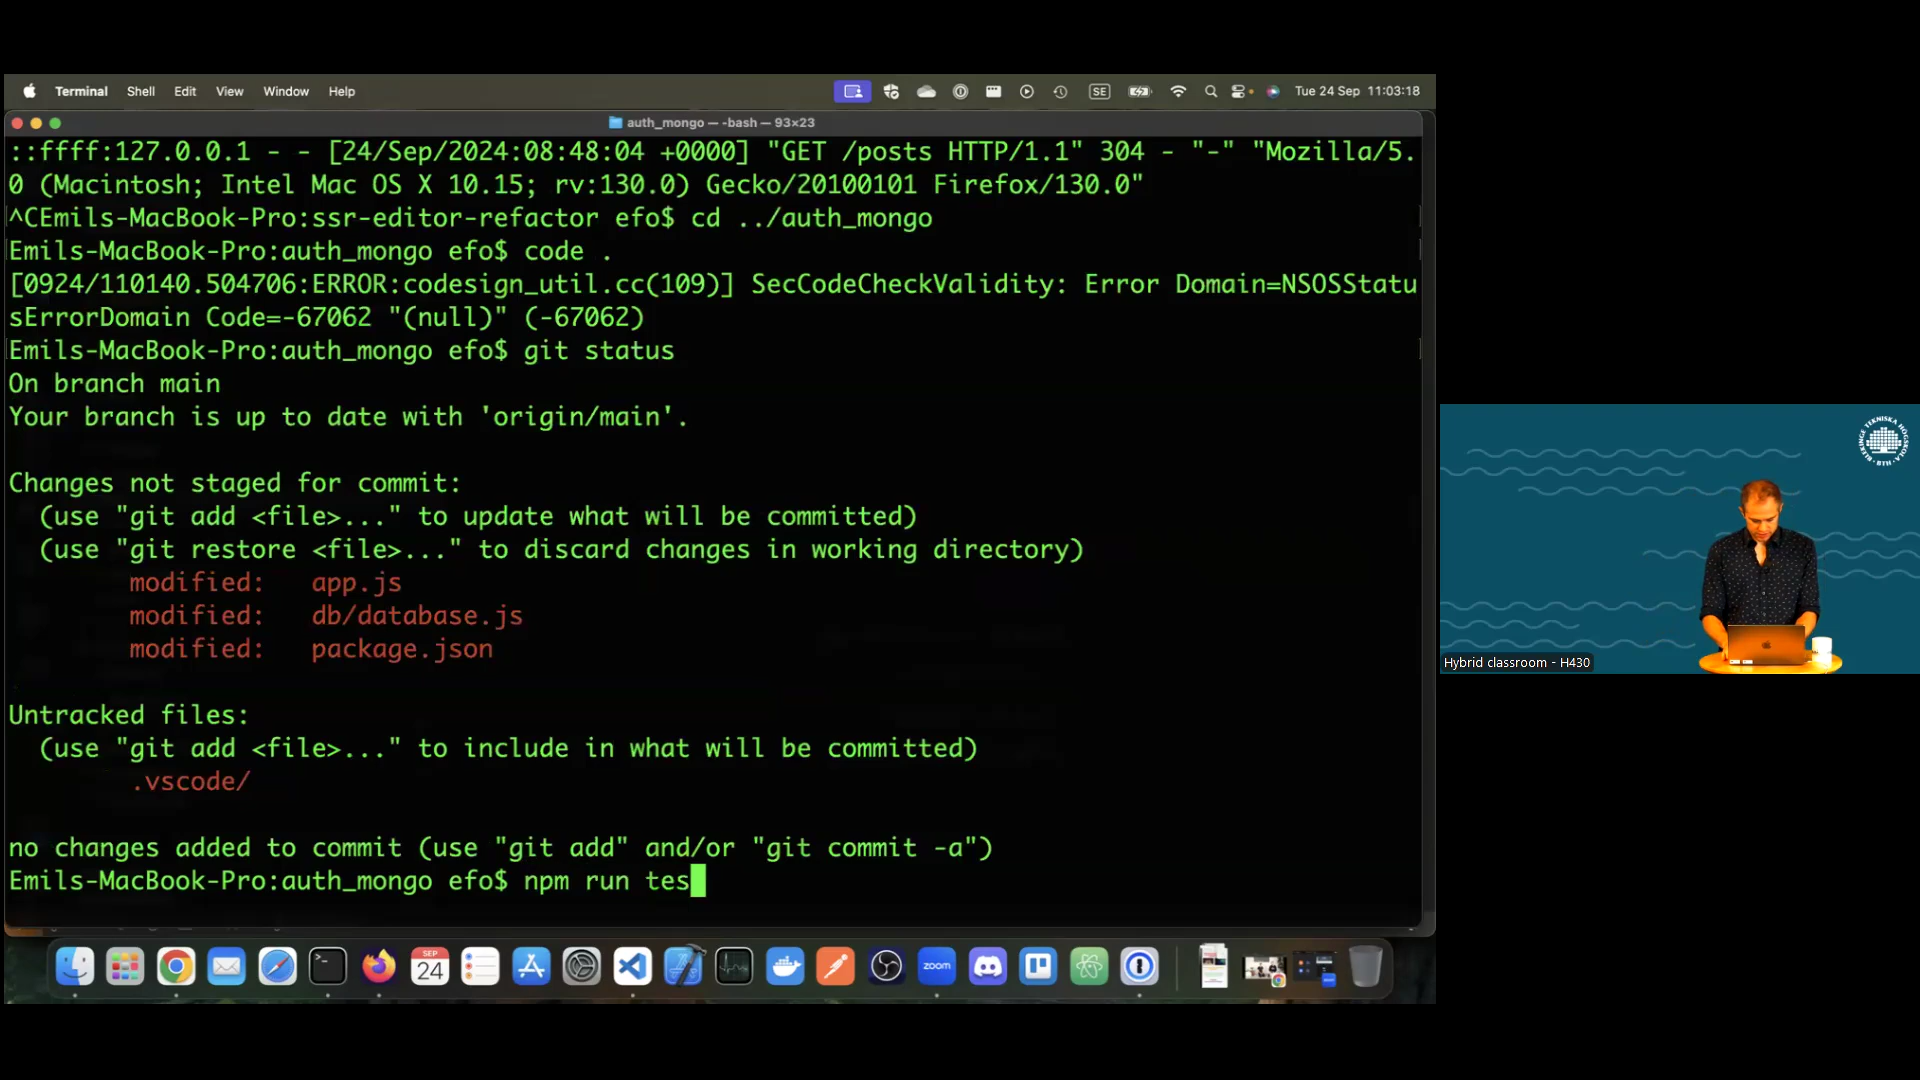 Terminal Shell Edit View Window Help
SE Tue 24 Sep 11:03:18
auth_mongo — -bash — 93×23
::ffff:127.0.0.1 - - [24/Sep/2024:08:48:04 +0000] "GET /posts HTTP/1.1" 304 - "-" "Mozilla/5.
0 (Macintosh; Intel Mac OS X 10.15; rv:130.0) Gecko/20100101 Firefox/130.0"
^CEmils-MacBook-Pro:ssr-editor-refactor efo$ cd ../auth_mongo
Emils-MacBook-Pro:auth_mongo efo$ code .
[0924/110140.504706:ERROR:codesign_util.cc(109)] SecCodeCheckValidity: Error Domain=NSOSStatu
sErrorDomain Code=-67062 "(null)" (-67062)
Emils-MacBook-Pro:auth_mongo efo$ git status
On branch main
Your branch is up to date with 'origin/main'.
Changes not staged for commit:
(use "git add <file>..." to update what will be committed)
(use "git restore <file>..." to discard changes in working directory)
modified: app.js
modified: db/database.js
modified: package.json
Untracked files:
(use "git add <file>..." to include in what will be committed)
.vscode/
no changes added to commit (use "git add" and/or "git commit -a")
Emils-MacBook-Pro:auth_mongo efo$ npm run tes
SEP
24
zoom
BLEKINGE TEKNISKA HÖGSKOLA
BTH
Hybrid classroom - H430